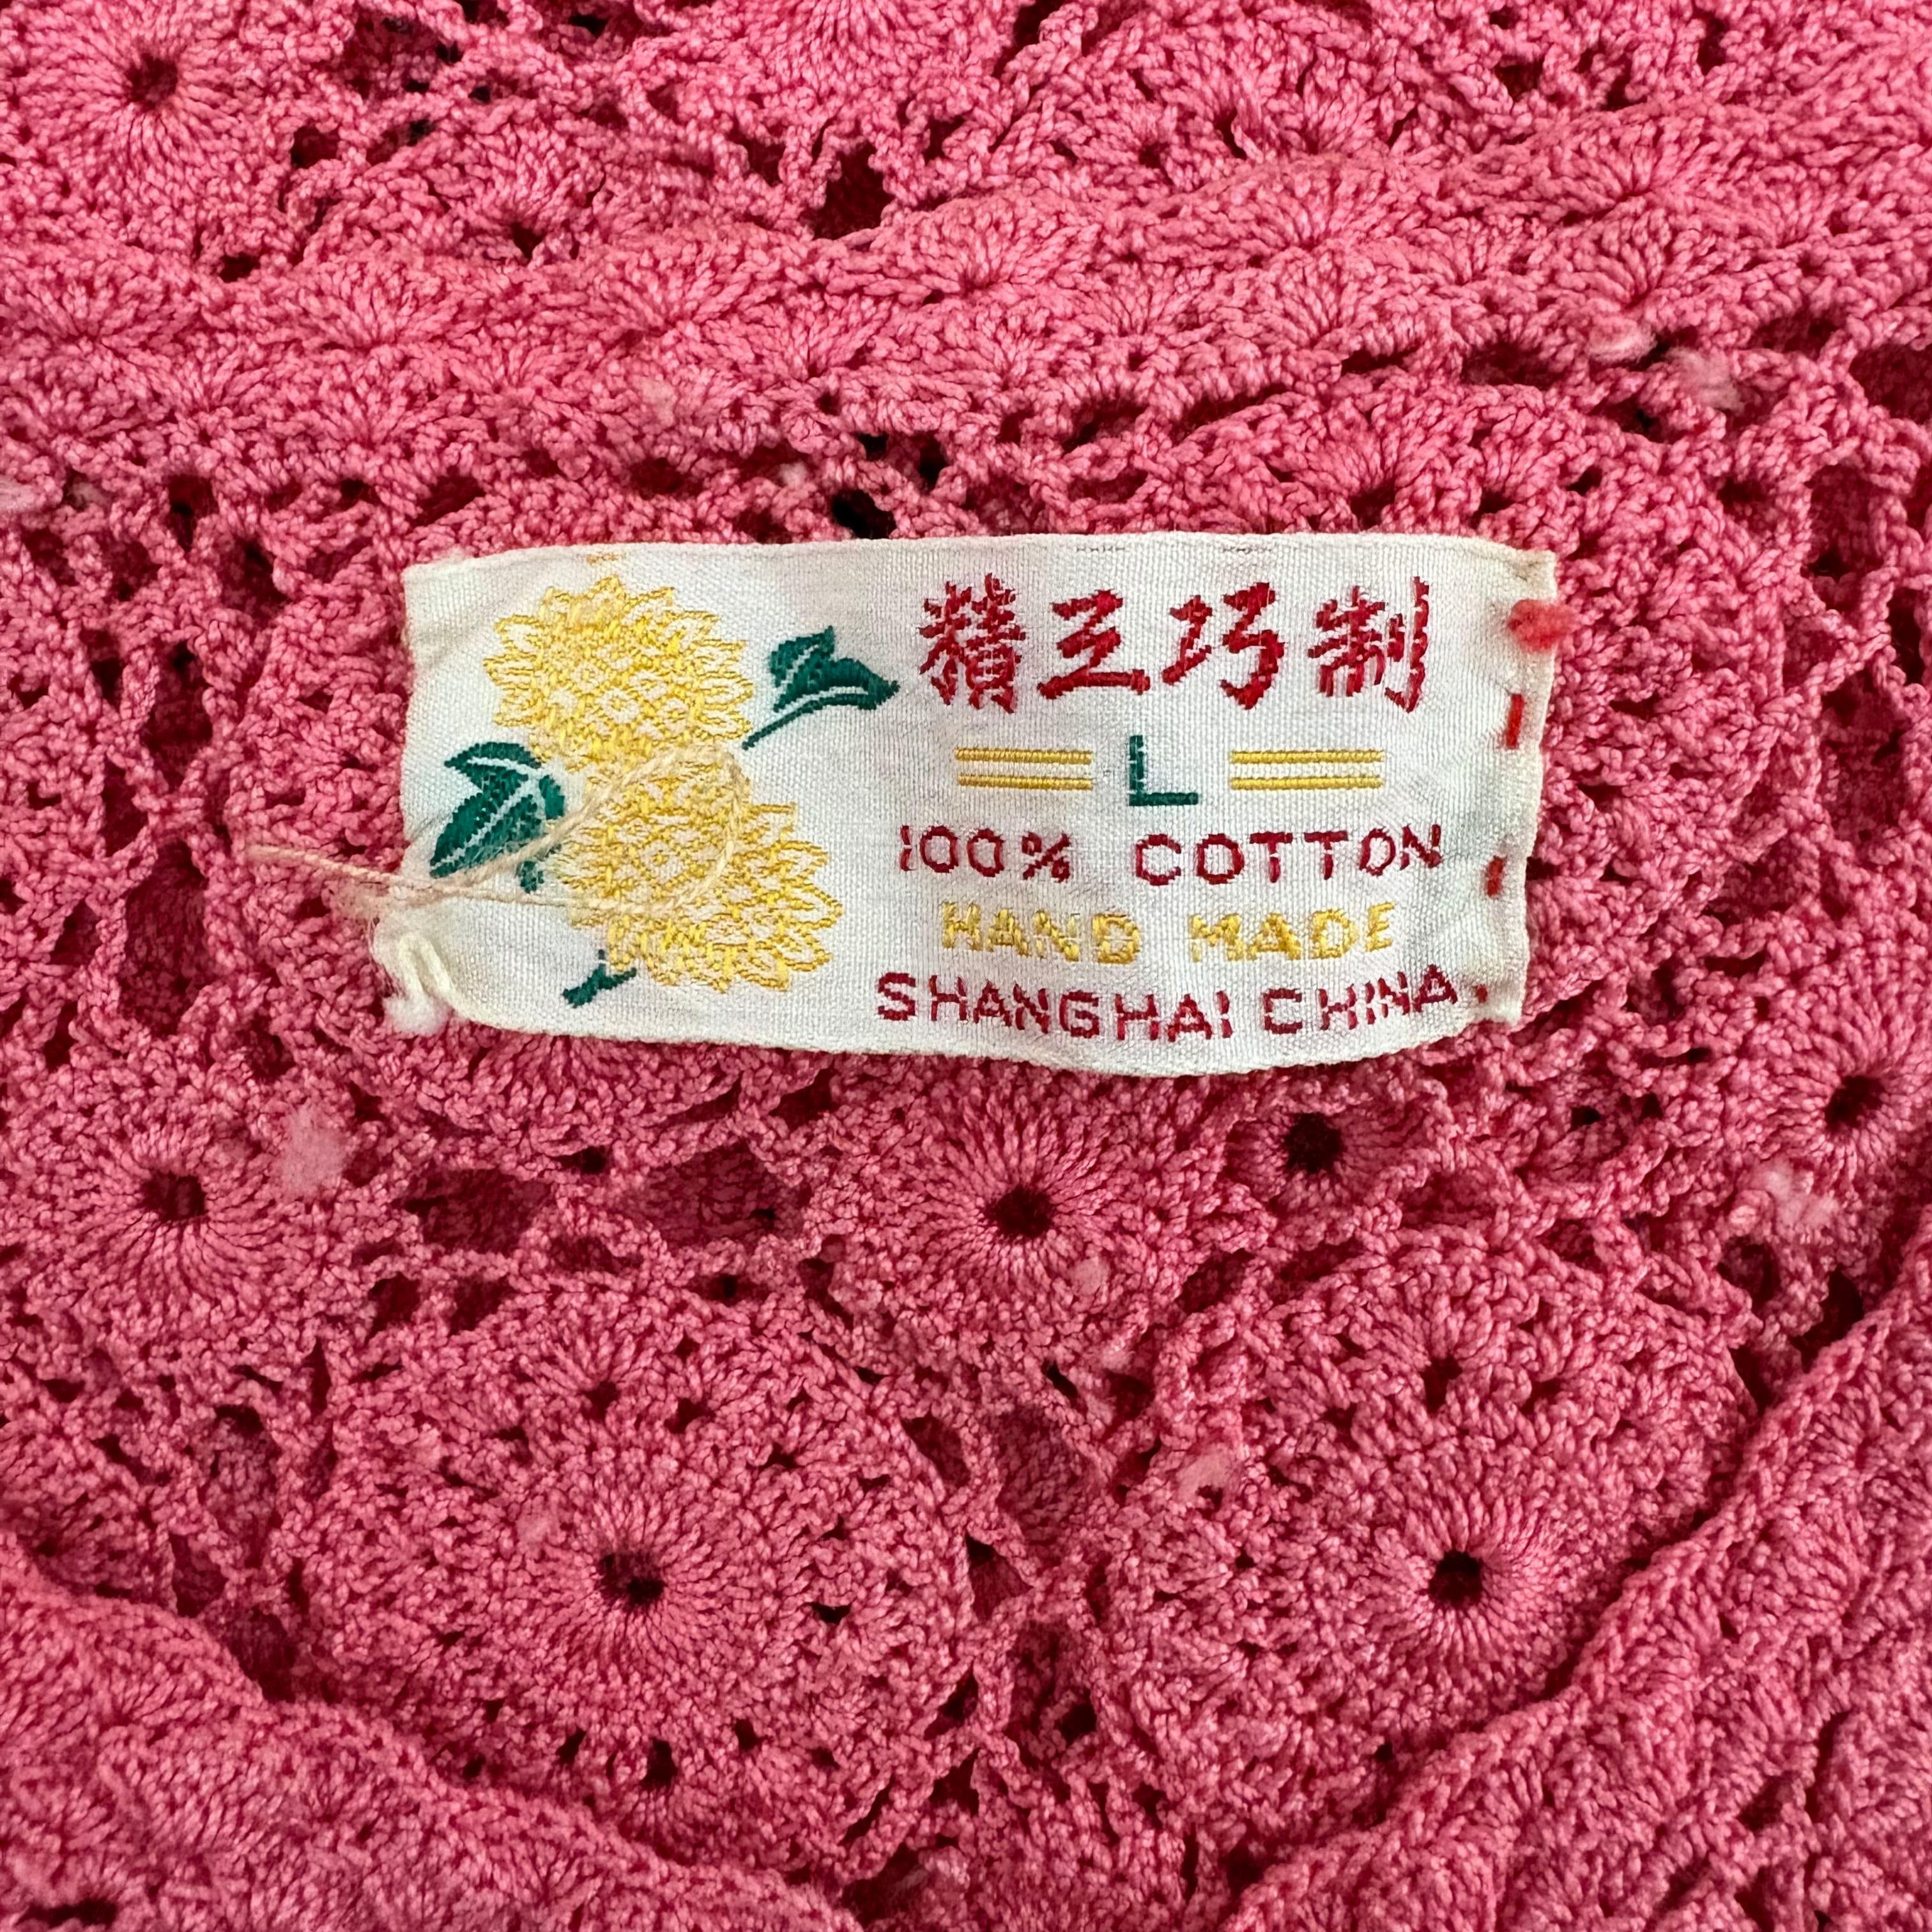 精工巧制
L
100% COTTON
HAND MADE
SHANGHAI CHINA.